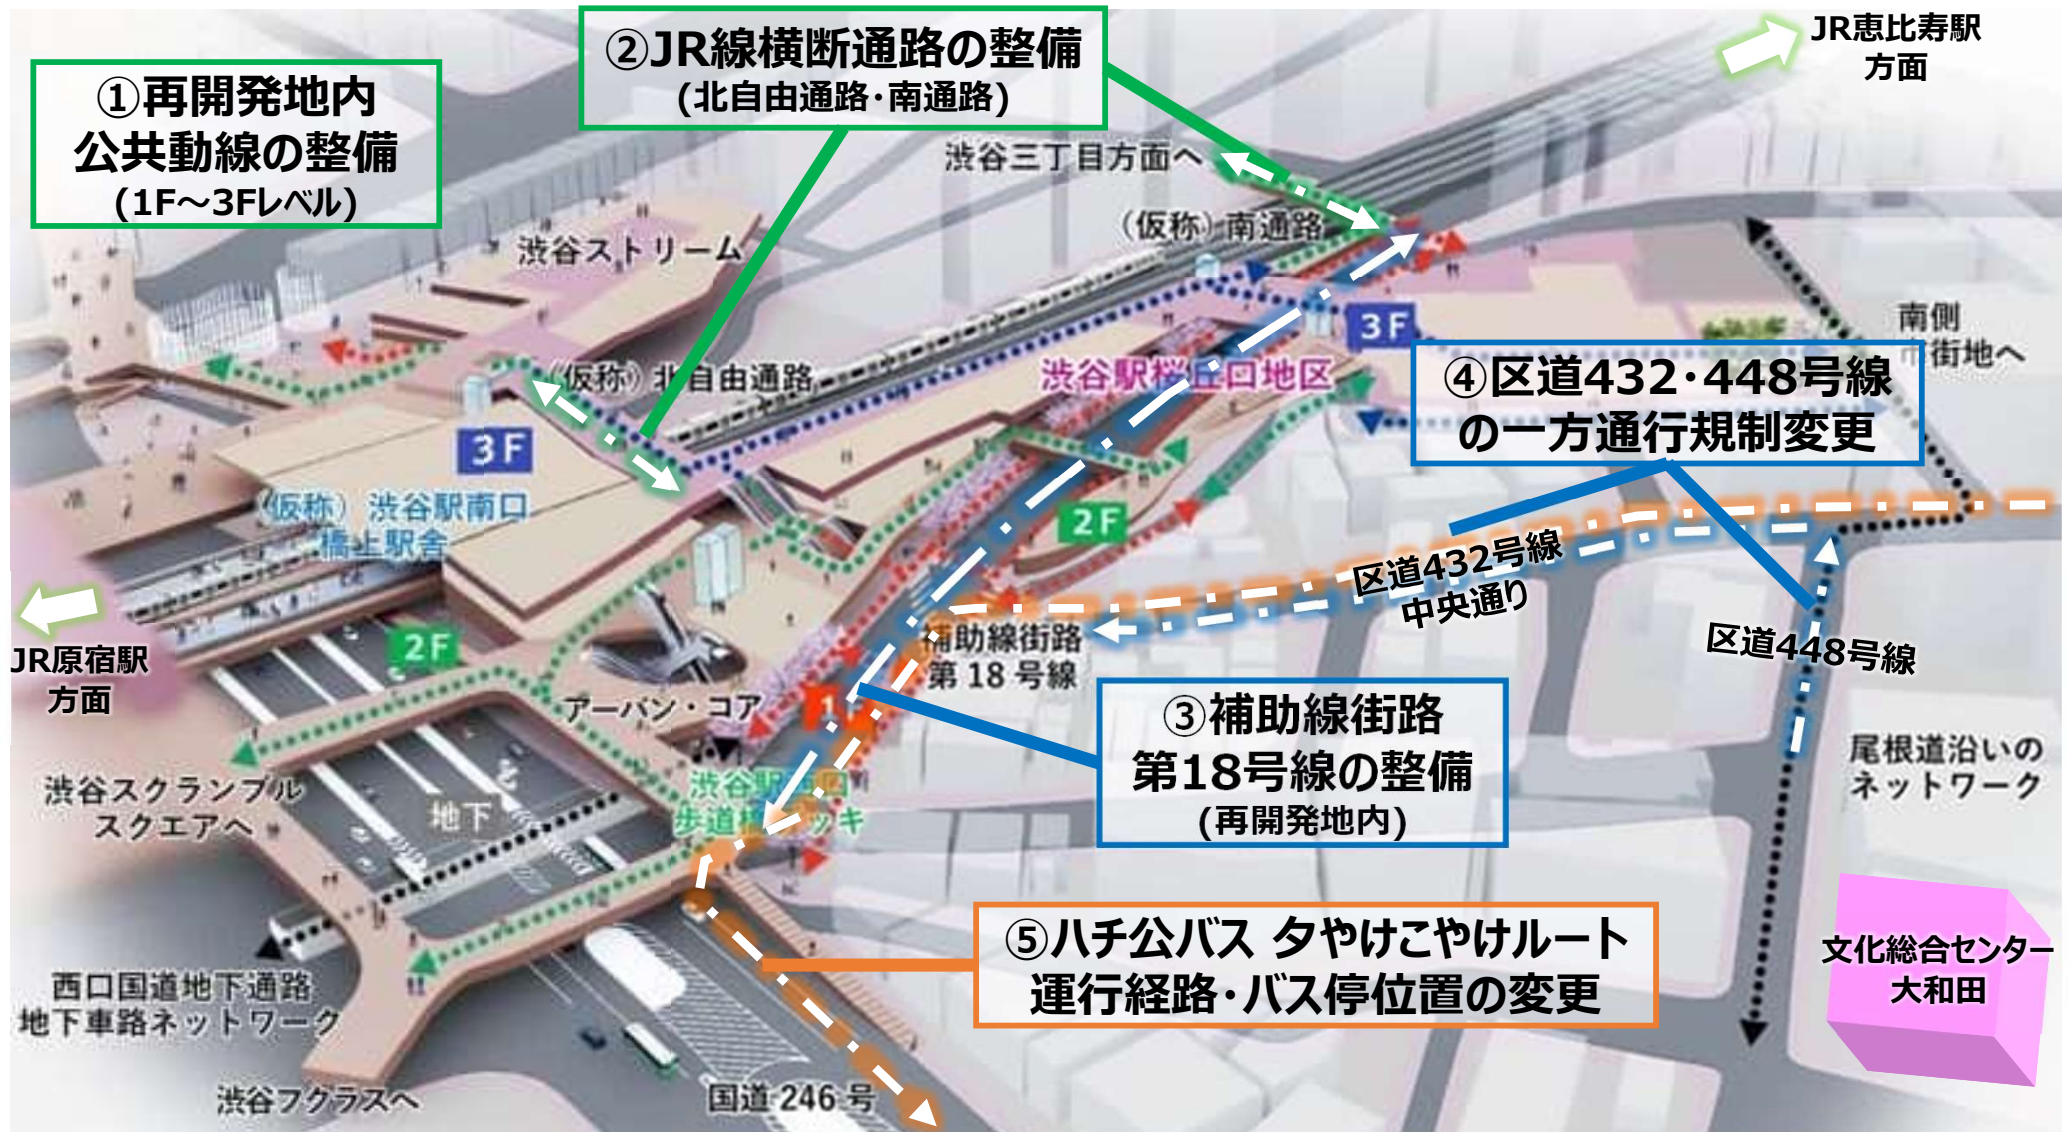 ①再開発地内
公共動線の整備
(1F～3Fレベル)
②JR線横断通路の整備
(北自由通路・南通路)
JR恵比寿駅
方面
渋谷三丁目方面へ
(仮称) 南通路
渋谷ストリーム
(仮称) 北自由通路
渋谷駅桜丘口地区
3F
南側
市街地へ
④区道432・448号線
の一方通行規制変更
3F
(仮称) 渋谷駅南口
橋上駅舎
2F
区道432号線
中央通り
区道448号線
JR原宿駅
方面
2F
補助線街路
第18号線
アーバン・コア
1
③補助線街路
第18号線の整備
(再開発地内)
尾根道沿いの
ネットワーク
渋谷スクランブル
スクエアへ
地下
渋谷駅西口
歩道橋デッキ
⑤ハチ公バス 夕やけこやけルート
運行経路・バス停位置の変更
文化総合センター
大和田
西口国道地下通路
地下車路ネットワーク
渋谷フクラスへ
国道246号